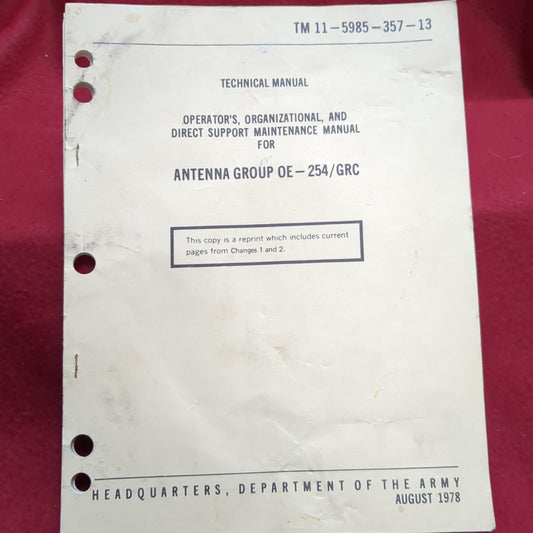 TM 11-5985-357-13
TECHNICAL MANUAL
OPERATOR'S, ORGANIZATIONAL, AND
DIRECT SUPPORT MAINTENANCE MANUAL
FOR
ANTENNA GROUP OE-254/GRC
This copy is a reprint which includes current
pages from Changes 1 and 2.
HEADQUARTERS, DEPARTMENT OF THE ARMY
AUGUST 1978